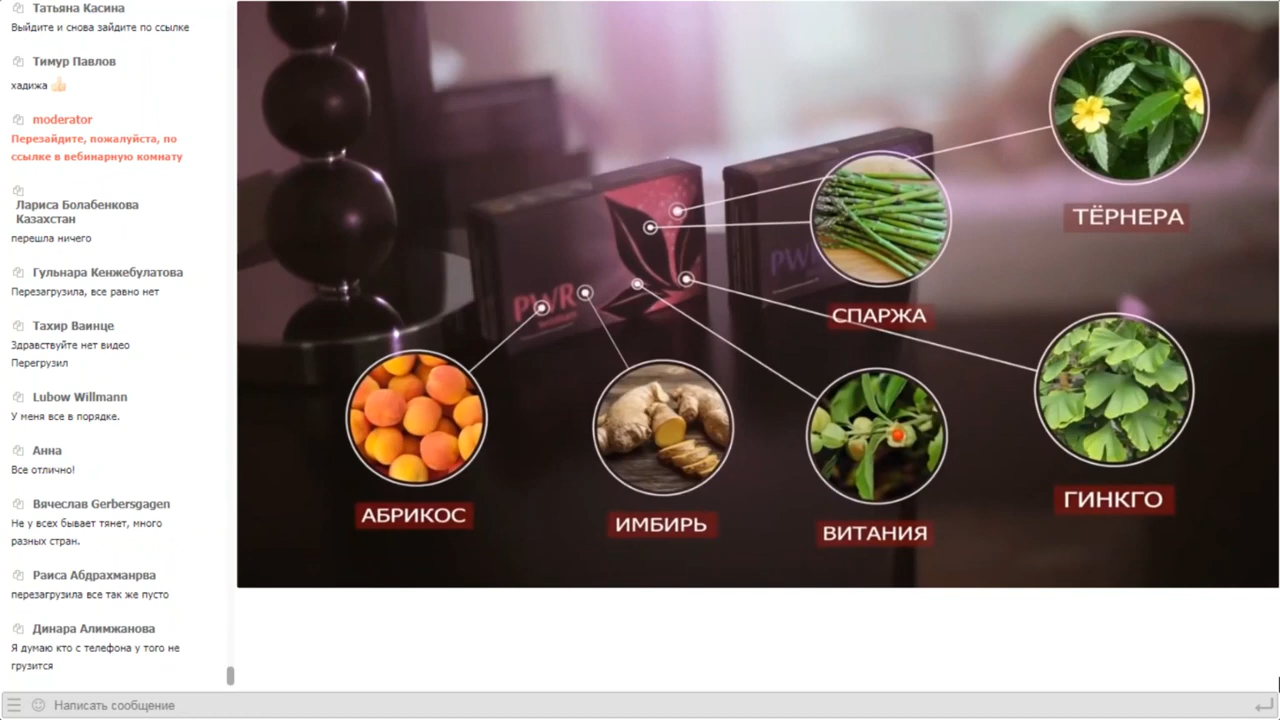 Татьяна Касина
Выйдите и снова зайдите по ссылке
Тимур Павлов
хадижа
moderator
Перезайдите, пожалуйста, по
ссылке в вебинарную комнату
Лариса Болабенкова
Казахстан
перешла ничего
Гульнара Кенжебулатова
Перезагрузила, все равно нет
Тахир Ваинце
Здравствуйте нет видео
Перегрузил
Lubow Willmann
У меня все в порядке.
Анна
Все отлично!
Вячеслав Gerbersgagen
Не у всех бывает тянет, много
разных стран.
Раиса Абдрахманрва
перезагрузила все так же пусто
Динара Алимжанова
Я думаю кто с телефона у того не
грузится
Написать сообщение
ТЁРНЕРА
СПАРЖА
PWR
PWR
АБРИКОС
ИМБИРЬ
ВИТАНИЯ
ГИНКГО